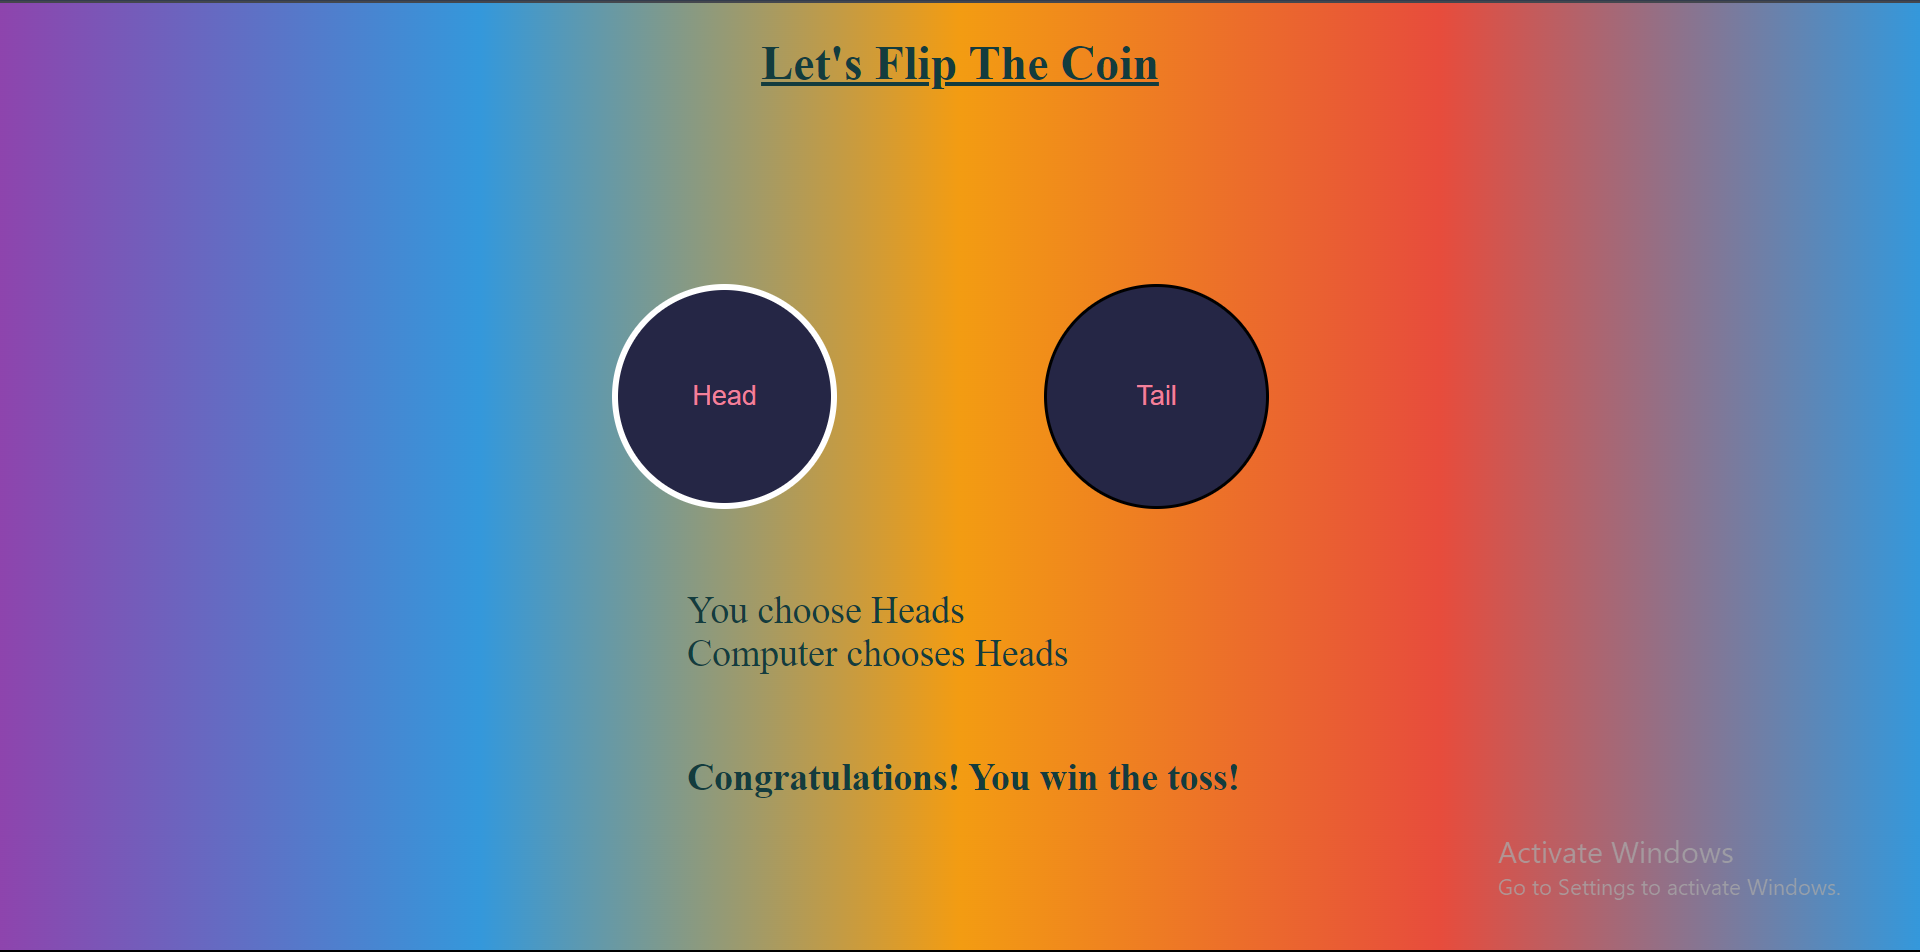 Let's Flip The Coin
Head
Tail
You choose Heads
Computer chooses Heads
Congratulations! You win the toss!
Activate Windows
Go to Settings to activate Windows.